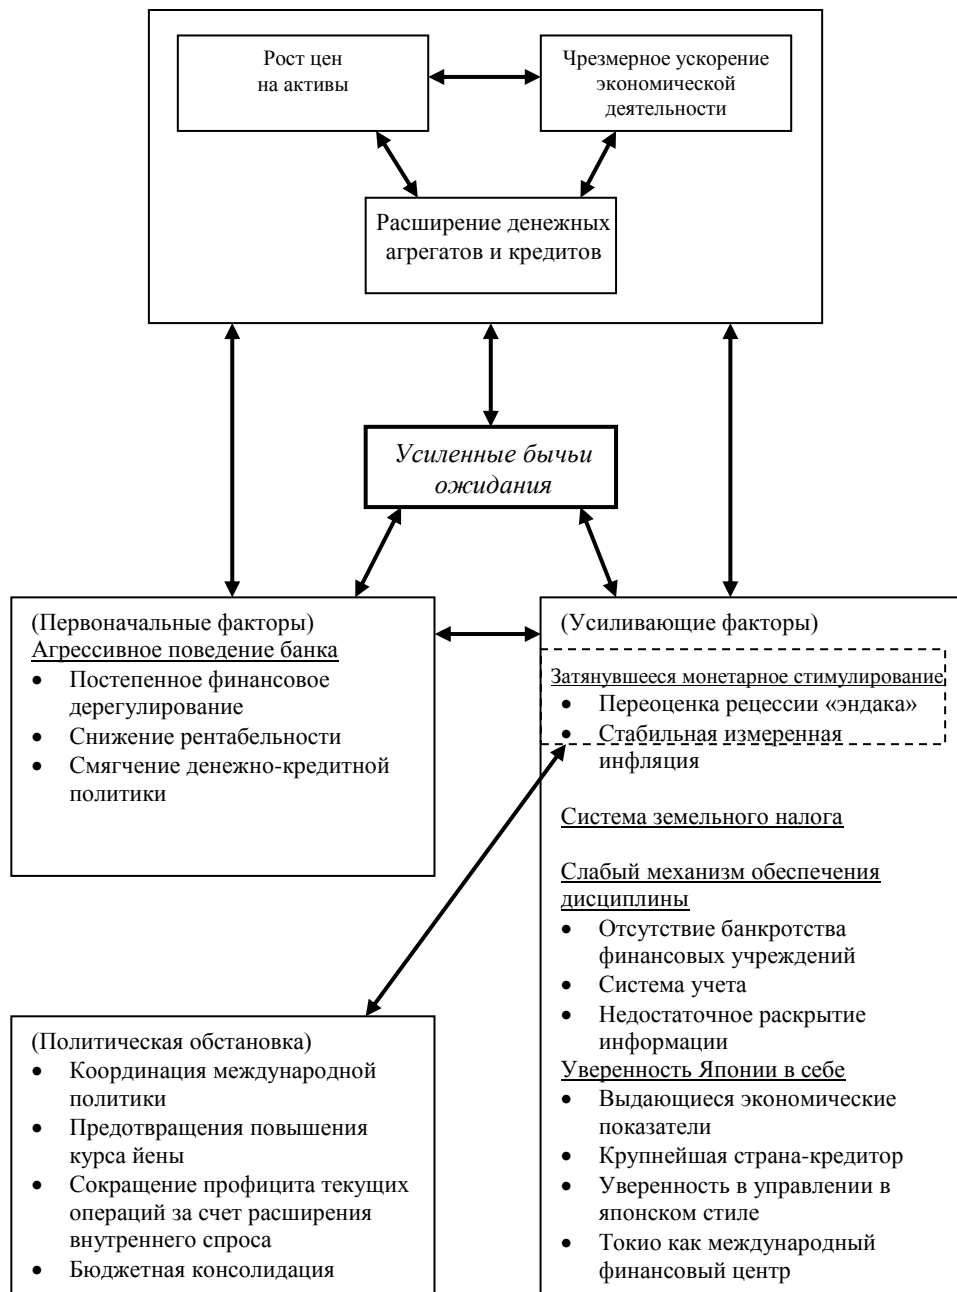 Рост цен
на активы
Чрезмерное ускорение
экономической
деятельности
Расширение денежных
агрегатов и кредитов
Усиленные бычьи
ожидания
(Первоначальные факторы)
Агрессивное поведение банка
• Постепенное финансовое
дерегулирование
• Снижение рентабельности
• Смягчение денежно-кредитной
политики
(Усиливающие факторы)
Затянувшееся монетарное стимулирование
• Переоценка рецессии «эндака»
• Стабильная измеренная
инфляция
Система земельного налога
Слабый механизм обеспечения
дисциплины
• Отсутствие банкротства
финансовых учреждений
• Система учета
• Недостаточное раскрытие
информации
Уверенность Японии в себе
• Выдающиеся экономические
показатели
• Крупнейшая страна-кредитор
• Уверенность в управлении в
японском стиле
• Токио как международный
финансовый центр
(Политическая обстановка)
• Координация международной
политики
• Предотвращения повышения
курса йены
• Сокращение профицита текущих
операций за счет расширения
внутреннего спроса
• Бюджетная консолидация